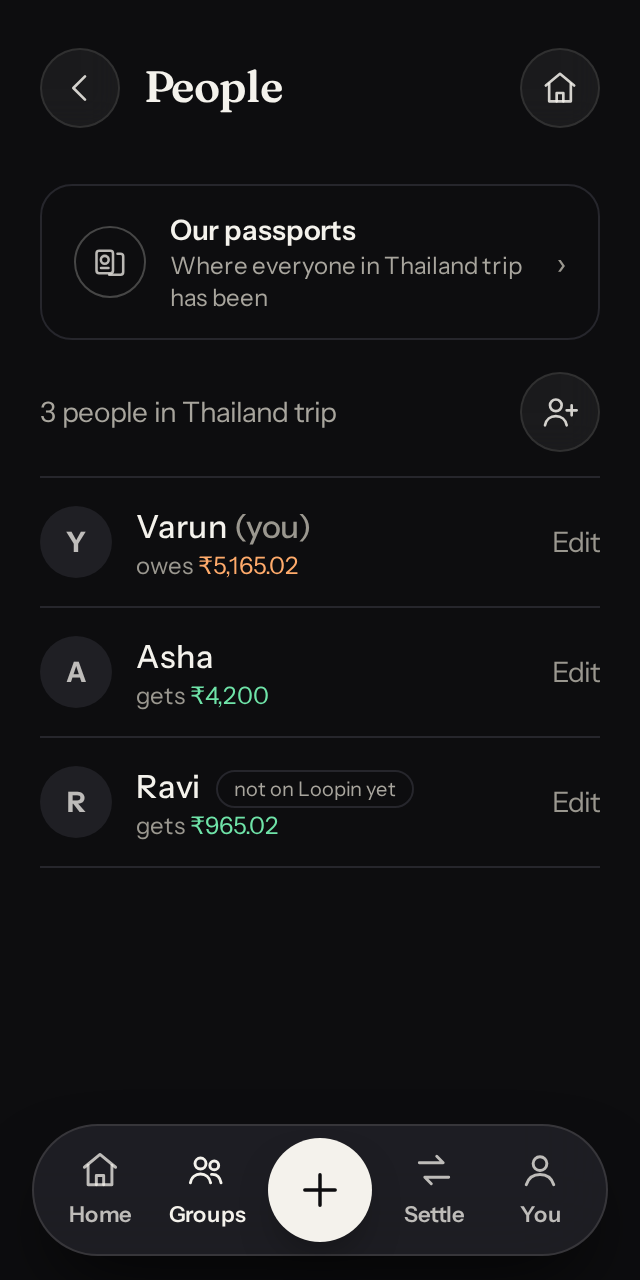 People
Our passports
Where everyone in Thailand trip
has been
›
3 people in Thailand trip
Y
Varun (you)
owes ₹5,165.02
Edit
A
Asha
gets ₹4,200
Edit
R
Ravi
not on Loopin yet
gets ₹965.02
Edit
Home
Groups
Settle
You